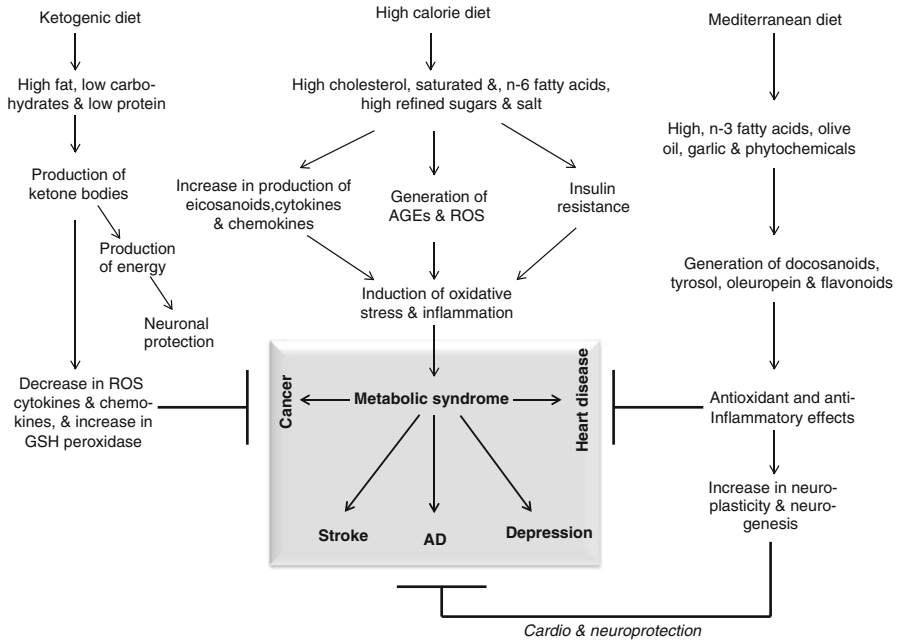 Ketogenic diet
High fat, low carbo-
hydrates & low protein
Production of
ketone bodies
Production
of energy
Neuronal
protection
Decrease in ROS
cytokines & chemo-
kines, & increase in
GSH peroxidase
High calorie diet
High cholesterol, saturated &, n-6 fatty acids,
high refined sugars & salt
Increase in production of
eicosanoids,cytokines
& chemokines
Generation of
AGEs & ROS
Insulin
resistance
Induction of oxidative
stress & inflammation
Cancer
Metabolic syndrome
Heart disease
Stroke
AD
Depression
Mediterranean diet
High, n-3 fatty acids, olive
oil, garlic & phytochemicals
Generation of docosanoids,
tyrosol, oleuropein & flavonoids
Antioxidant and anti-
Inflammatory effects
Increase in neuro-
plasticity & neuro-
genesis
Cardio & neuroprotection